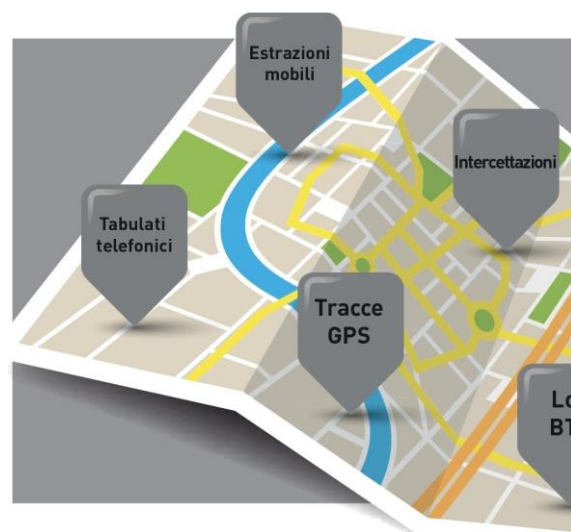 Estrazioni
mobili
Intercettazioni
Tabulati
telefonici
Tracce
GPS